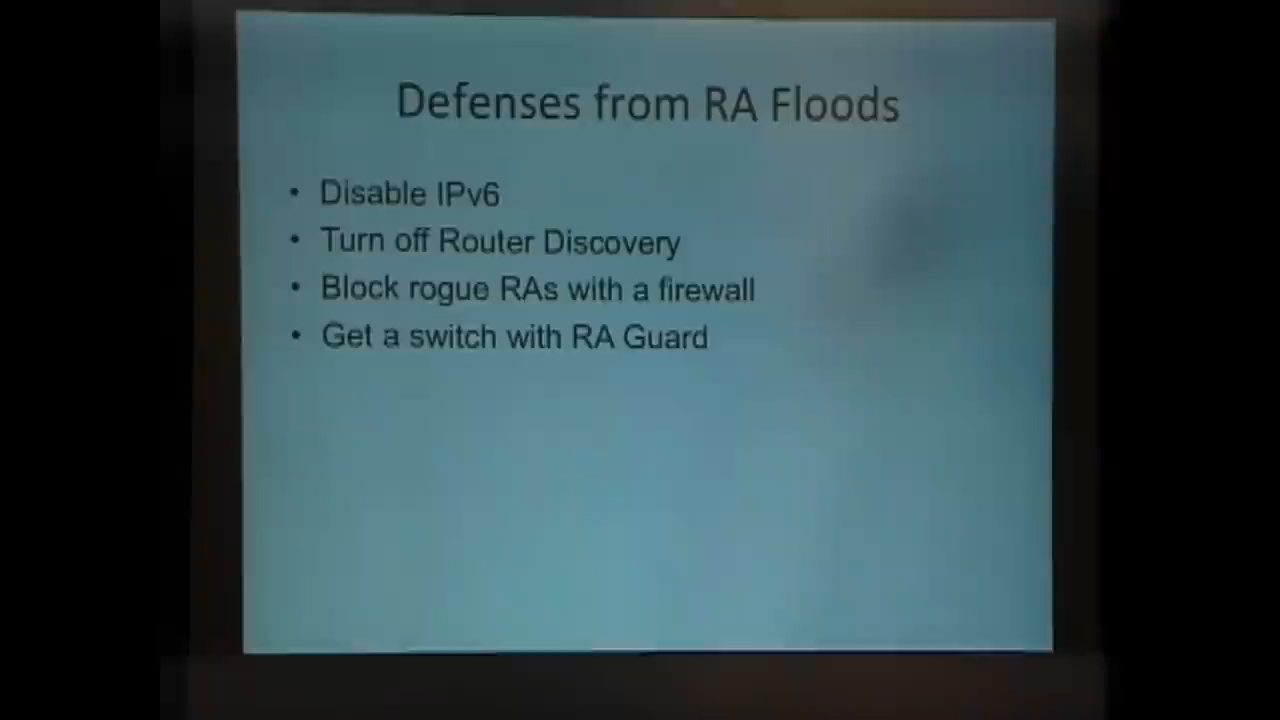 Defenses from RA Floods
• Disable IPv6
• Turn off Router Discovery
• Block rogue RAs with a firewall
• Get a switch with RA Guard